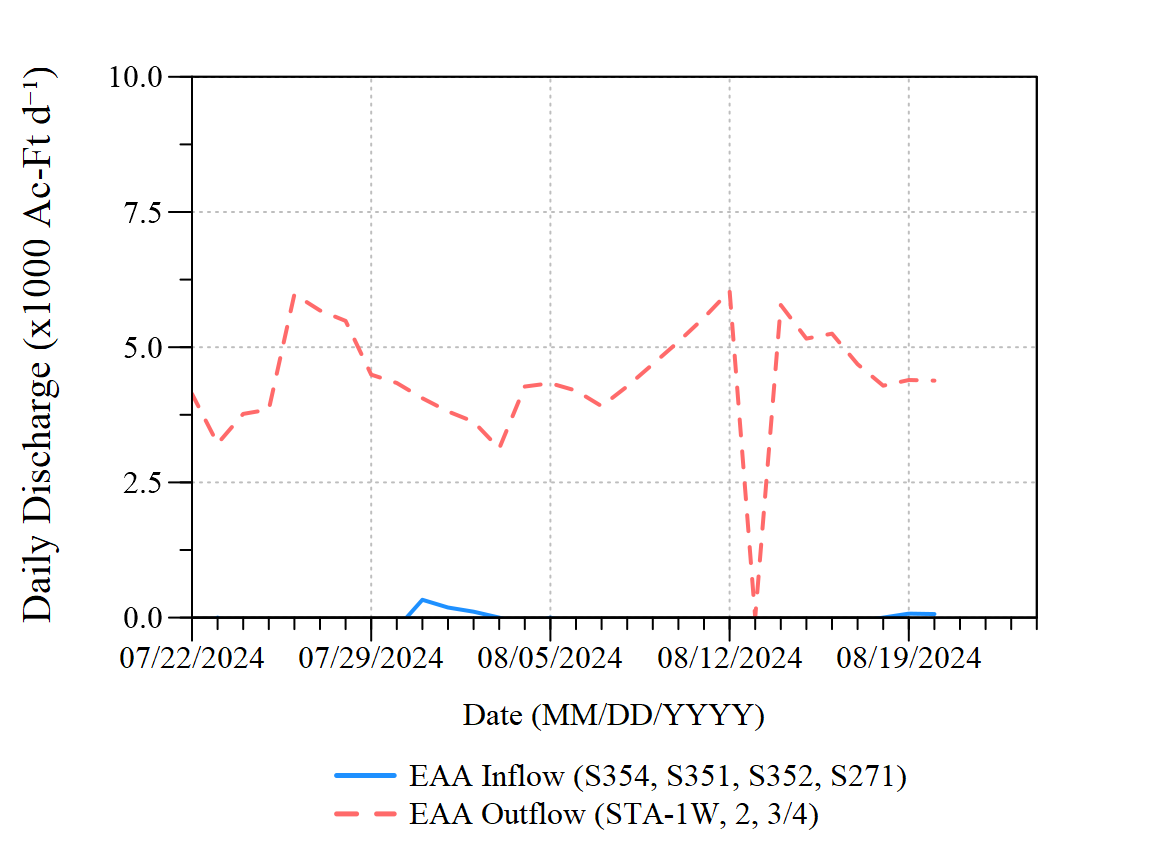 Daily Discharge (x1000 Ac-Ft d⁻¹)
10.0
7.5
5.0
2.5
0.0
07/22/2024 07/29/2024 08/05/2024 08/12/2024 08/19/2024
Date (MM/DD/YYYY)
EAA Inflow (S354, S351, S352, S271)
EAA Outflow (STA-1W, 2, 3/4)